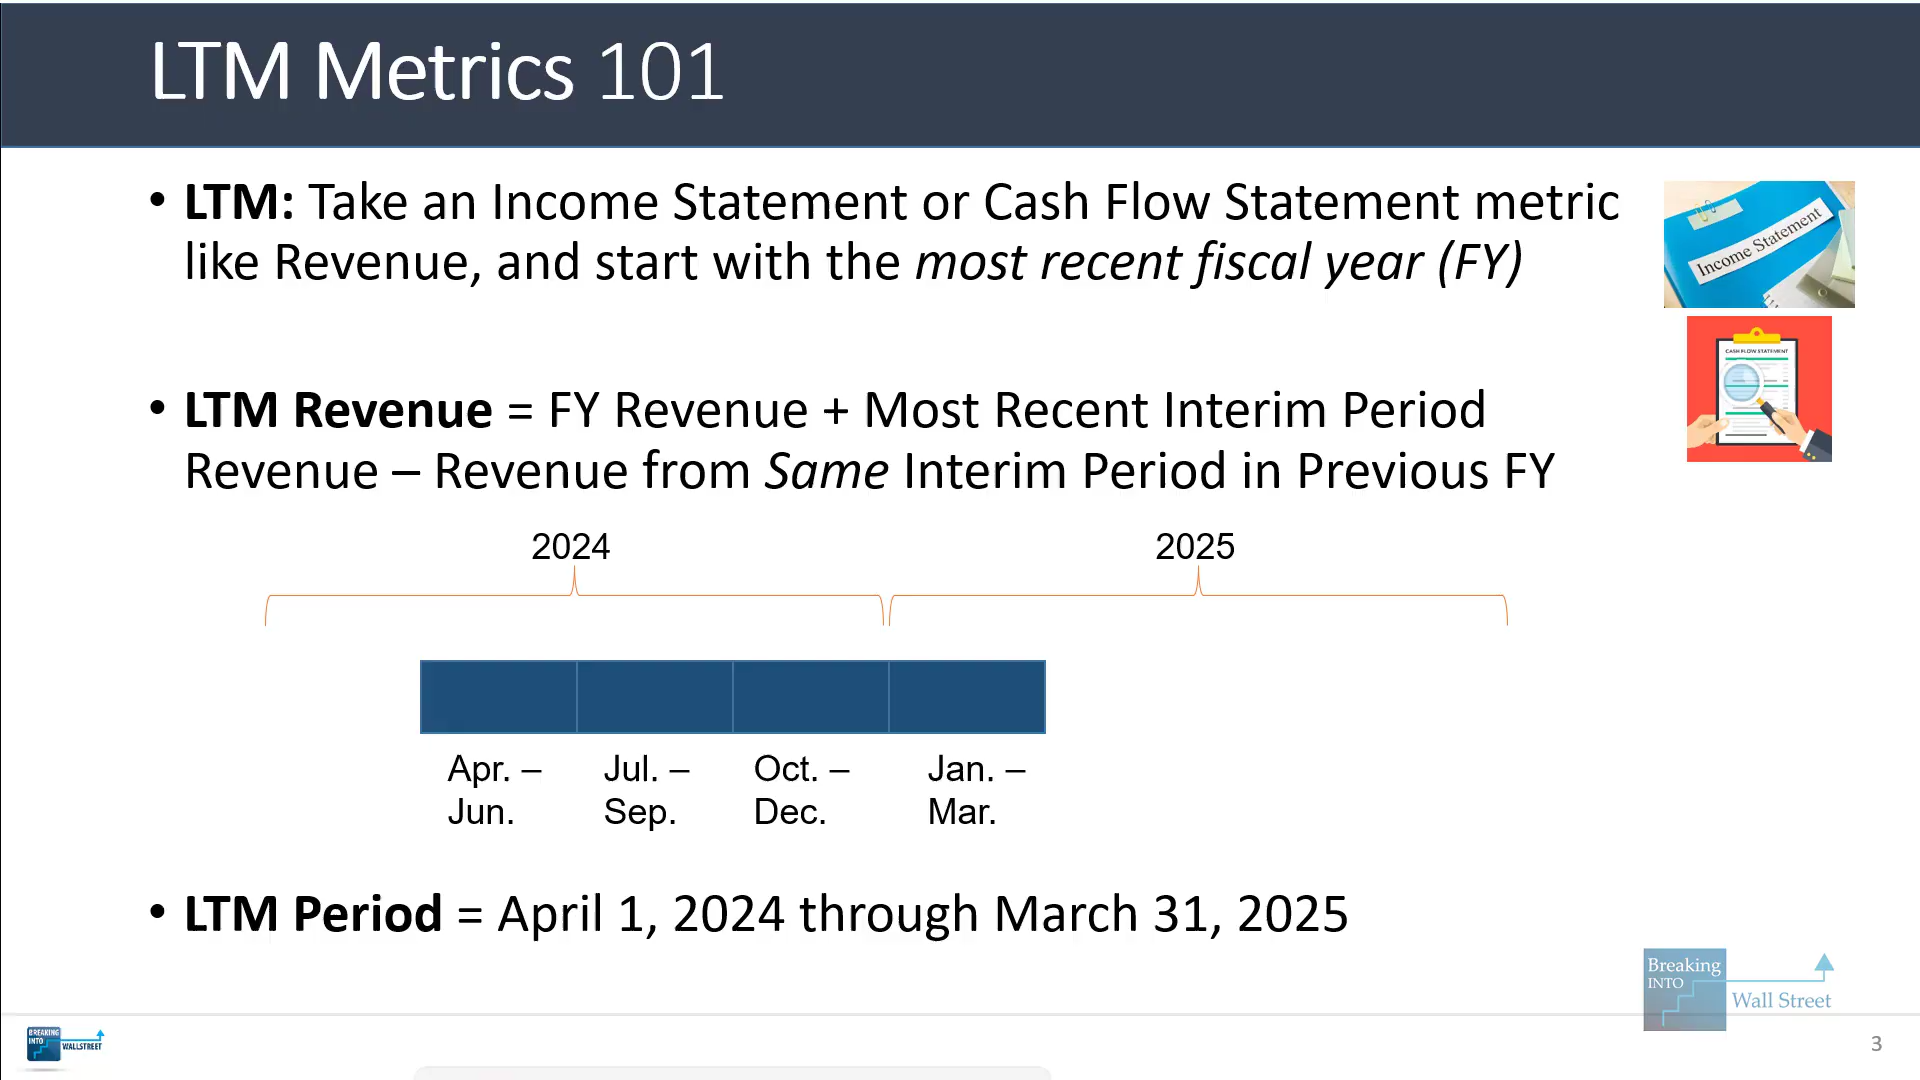 LTM Metrics 101
• LTM: Take an Income Statement or Cash Flow Statement metric
like Revenue, and start with the most recent fiscal year (FY)
Income Statement
CASH FLOW STATEMENT
• LTM Revenue = FY Revenue + Most Recent Interim Period
Revenue – Revenue from Same Interim Period in Previous FY
2024
2025
Apr. –
Jun.
Jul. –
Sep.
Oct. –
Dec.
Jan. –
Mar.
• LTM Period = April 1, 2024 through March 31, 2025
Breaking
INTO
Wall Street
BREAKING
INTO
WALLSTREET
3